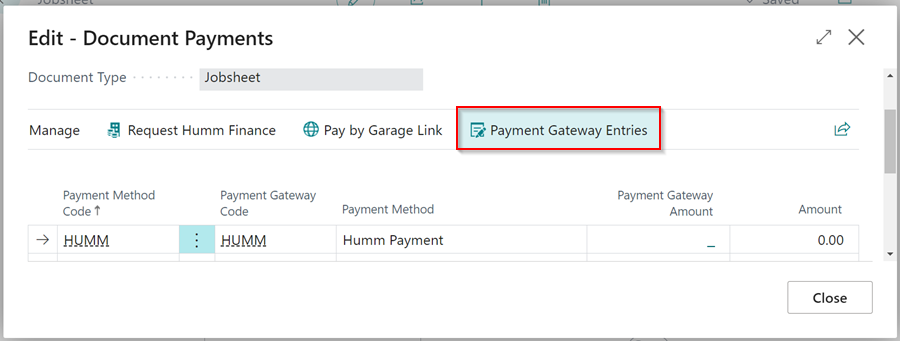 Jobsheet
Saved
Edit - Document Payments
Document Type
Jobsheet
Manage
Request Humm Finance
Pay by Garage Link
Payment Gateway Entries
Payment Method Code ↑
Payment Gateway Code
Payment Method
Payment Gateway Amount
Amount
HUMM
HUMM
Humm Payment
_
0.00
Close